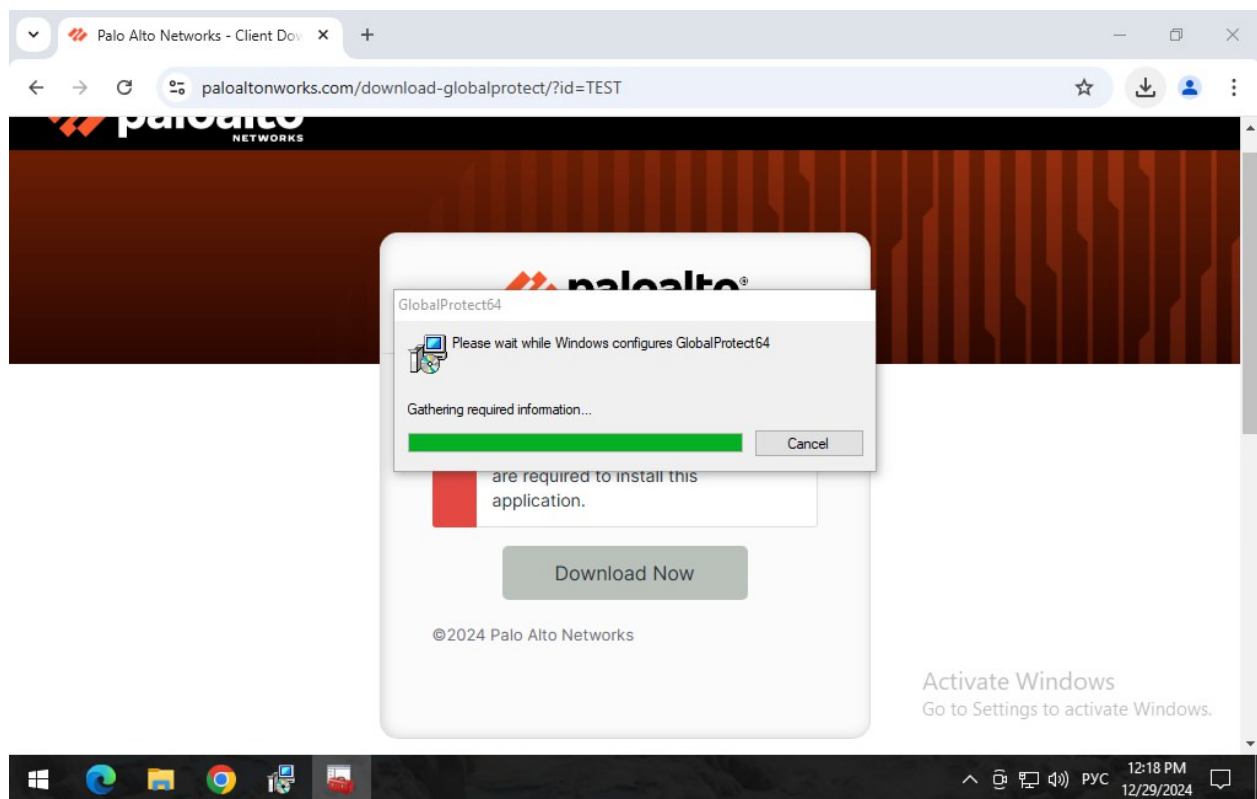 Palo Alto Networks - Client Dov
paloaltonworks.com/download-globalprotect/?id=TEST
paloalto
NETWORKS
paloalto
GlobalProtect64
Please wait while Windows configures GlobalProtect64
Gathering required information...
Cancel
are required to install this
application.
Download Now
©2024 Palo Alto Networks
Activate Windows
Go to Settings to activate Windows.
РУС
12:18 PM
12/29/2024